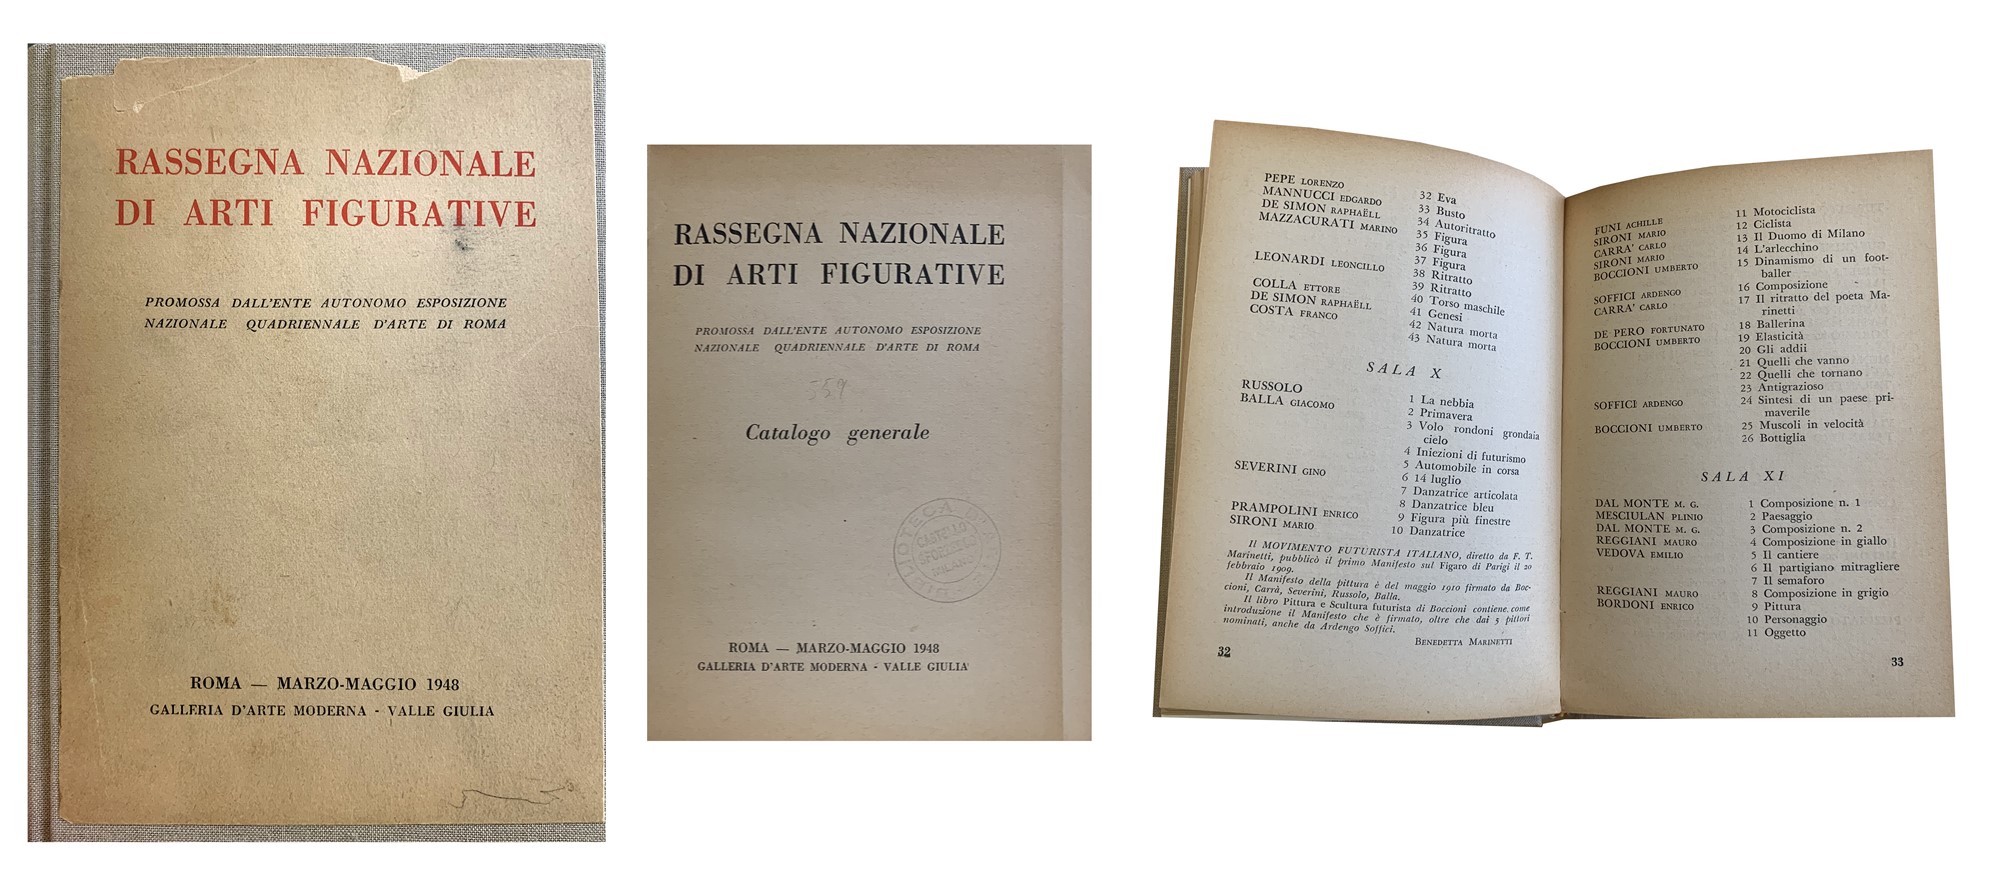 RASSEGNA NAZIONALE
DI ARTI FIGURATIVE
PROMOSSA DALL'ENTE AUTONOMO ESPOSIZIONE
NAZIONALE QUADRIENNALE D'ARTE DI ROMA
ROMA — MARZO-MAGGIO 1948
GALLERIA D'ARTE MODERNA - VALLE GIULIA
RASSEGNA NAZIONALE
DI ARTI FIGURATIVE
PROMOSSA DALL'ENTE AUTONOMO ESPOSIZIONE
NAZIONALE QUADRIENNALE D'ARTE DI ROMA
559
Catalogo generale
CASTELLO
SFORZESCO
MILANO
ROMA — MARZO-MAGGIO 1948
GALLERIA D'ARTE MODERNA - VALLE GIULIA
PEPE LORENZO 32 Eva
MANNUCCI EDGARDO 33 Busto
DE SIMON RAPHAËLL 34 Autoritratto
MAZZACURATI MARINO 35 Figura
36 Figura
37 Figura
LEONARDI LEONCILLO 38 Ritratto
39 Ritratto
COLLA ETTORE 40 Torso maschile
DE SIMON RAPHAËLL 41 Genesi
COSTA FRANCO 42 Natura morta
43 Natura morta
SALA X
RUSSOLO 1 La nebbia
BALLA GIACOMO 2 Primavera
3 Volo rondoni grondaia
cielo
4 Iniezioni di futurismo
5 Automobile in corsa
SEVERINI GINO 6 14 luglio
7 Danzatrice articolata
8 Danzatrice bleu
PRAMPOLINI ENRICO 9 Figura più finestre
SIRONI MARIO 10 Danzatrice
Il MOVIMENTO FUTURISTA ITALIANO, diretto da F. T.
Marinetti, pubblicò il primo Manifesto sul Figaro di Parigi il 20
febbraio 1909.
Il Manifesto della pittura è del maggio 1910 firmato da Boc-
cioni, Carrà, Severini, Russolo, Balla.
Il libro Pittura e Scultura futurista di Boccioni contiene come
introduzione il Manifesto che è firmato, oltre che dai 5 pittori
nominati, anche da Ardengo Soffici.
BENEDETTA MARINETTI
32
FUNI ACHILLE 11 Motociclista
SIRONI MARIO 12 Ciclista
CARRA' CARLO 13 Il Duomo di Milano
SIRONI MARIO 14 L'arlecchino
BOCCIONI UMBERTO 15 Dinamismo di un foot-
baller
SOFFICI ARDENGO 16 Composizione
CARRA' CARLO 17 Il ritratto del poeta Ma-
rinetti
DE PERO FORTUNATO 18 Ballerina
BOCCIONI UMBERTO 19 Elasticità
20 Gli addii
21 Quelli che vanno
22 Quelli che tornano
23 Antigrazioso
SOFFICI ARDENGO 24 Sintesi di un paese pri-
maverile
BOCCIONI UMBERTO 25 Muscoli in velocità
26 Bottiglia
SALA XI
DAL MONTE M. G. 1 Composizione n. 1
MESCIULAN PLINIO 2 Paesaggio
DAL MONTE M. G. 3 Composizione n. 2
REGGIANI MAURO 4 Composizione in giallo
VEDOVA EMILIO 5 Il cantiere
6 Il partigiano mitragliere
7 Il semaforo
REGGIANI MAURO 8 Composizione in grigio
BORDONI ENRICO 9 Pittura
10 Personaggio
11 Oggetto
33